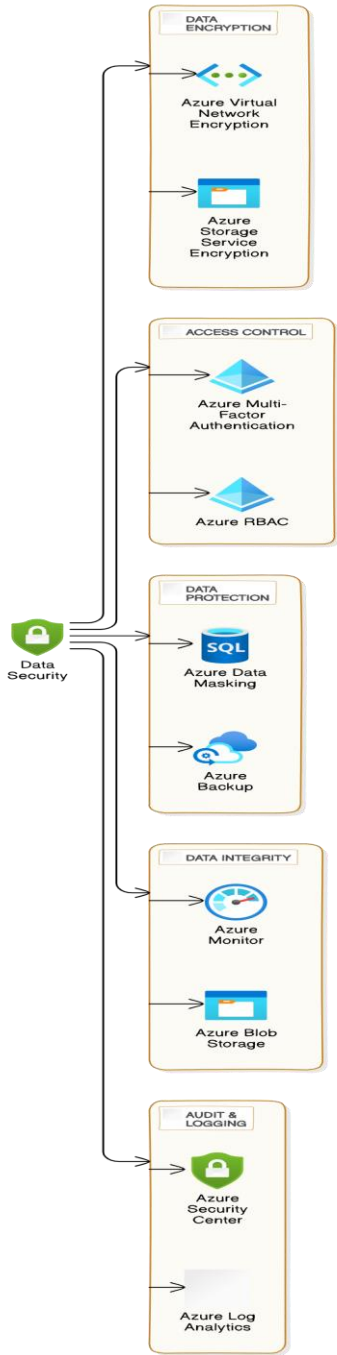 DATA
ENCRYPTION
Azure Virtual
Network
Encryption
Azure
Storage
Service
Encryption
ACCESS CONTROL
Azure Multi-
Factor
Authentication
Azure RBAC
Data
Security
DATA
PROTECTION
SQL
Azure Data
Masking
Azure
Backup
DATA INTEGRITY
Azure
Monitor
Azure Blob
Storage
AUDIT &
LOGGING
Azure
Security
Center
Azure Log
Analytics